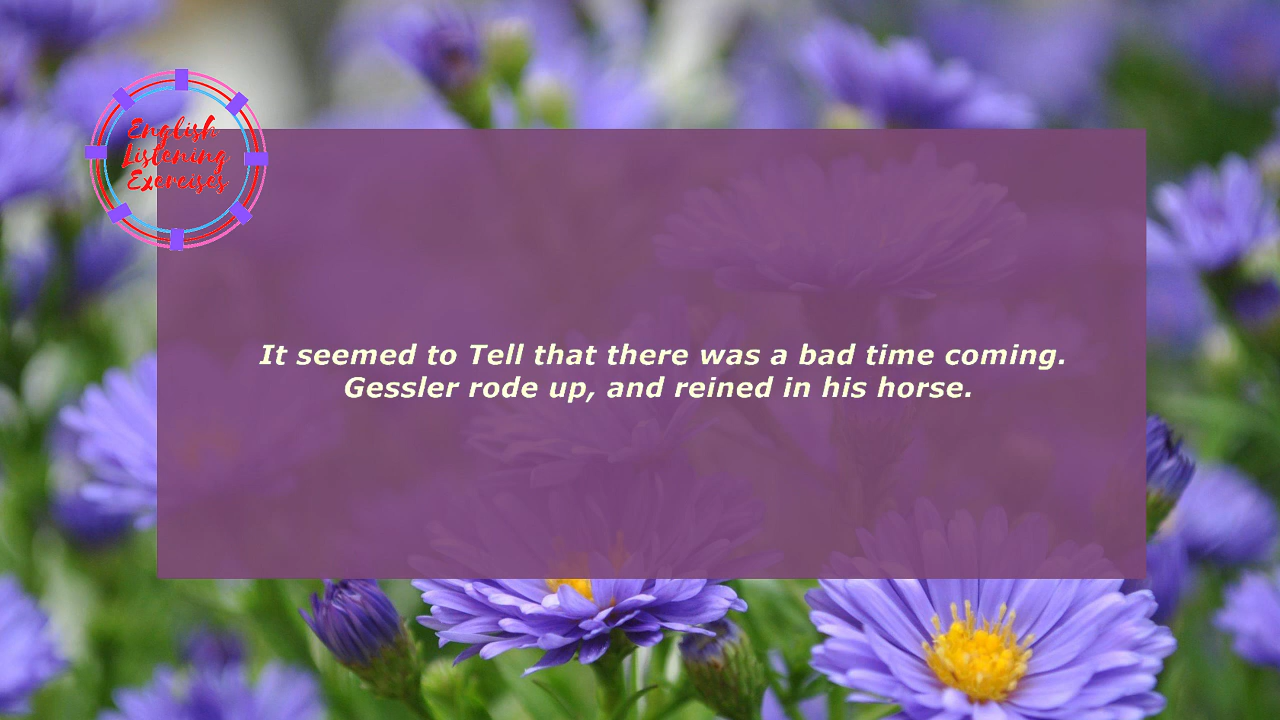 English
Listening
Exercises
It seemed to Tell that there was a bad time coming.
Gessler rode up, and reined in his horse.